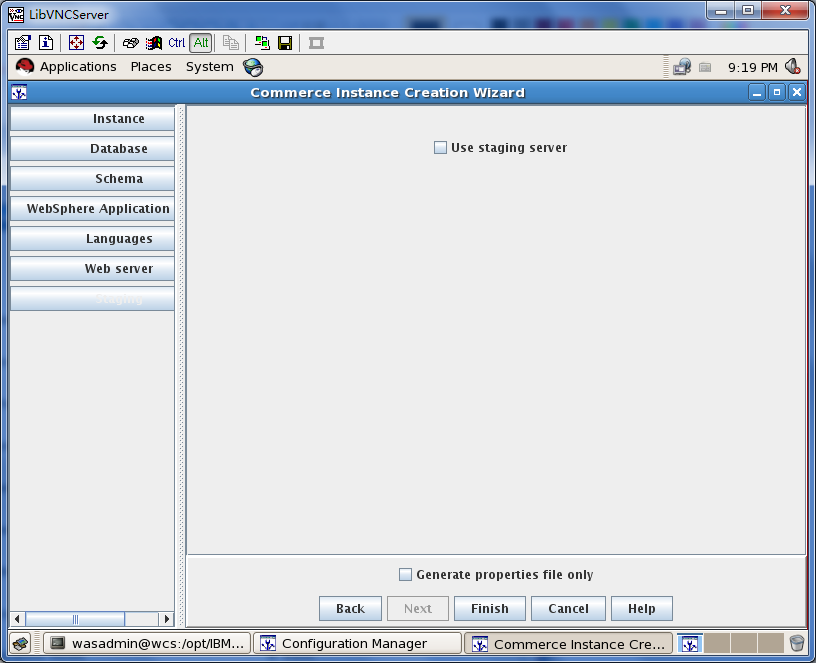 LibVNCServer
Ctrl Alt
Applications Places System 9:19 PM
Commerce Instance Creation Wizard
Instance
Database
Schema
WebSphere Application
Languages
Web server
Staging
Use staging server
Generate properties file only
Back Next Finish Cancel Help
wasadmin@wcs:/opt/IBM... Configuration Manager Commerce Instance Cre...